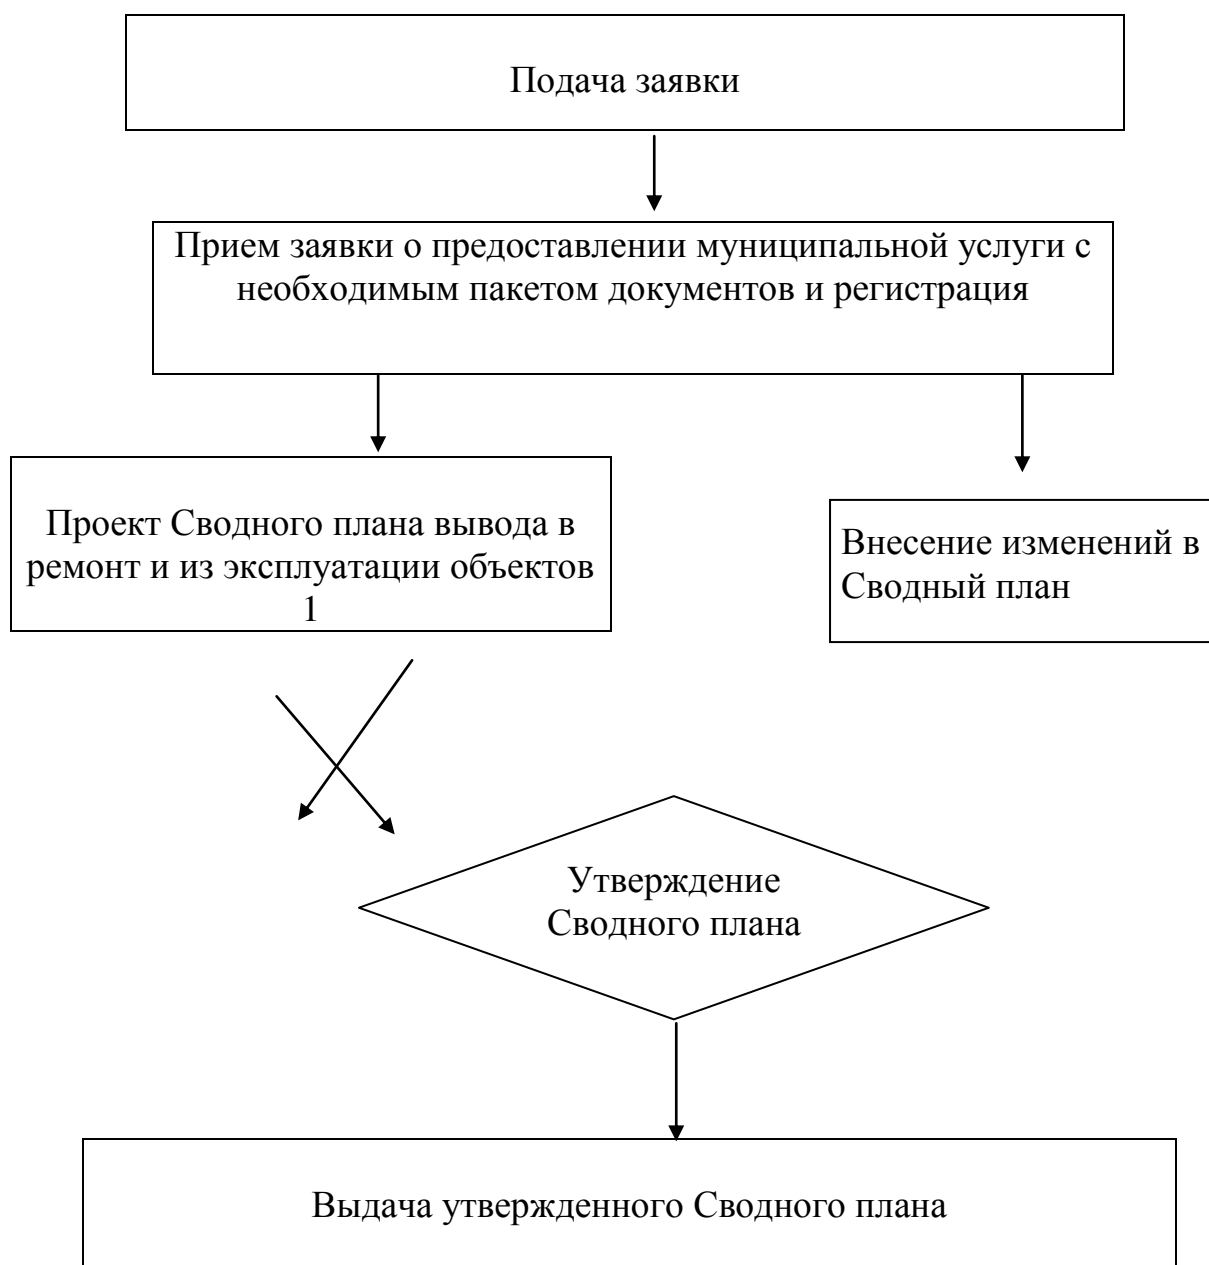 Подача заявки
Прием заявки о предоставлении муниципальной услуги с
необходимым пакетом документов и регистрация
Проект Сводного плана вывода в
ремонт и из эксплуатации объектов
1
Внесение изменений в
Сводный план
Утверждение
Сводного плана
Выдача утвержденного Сводного плана